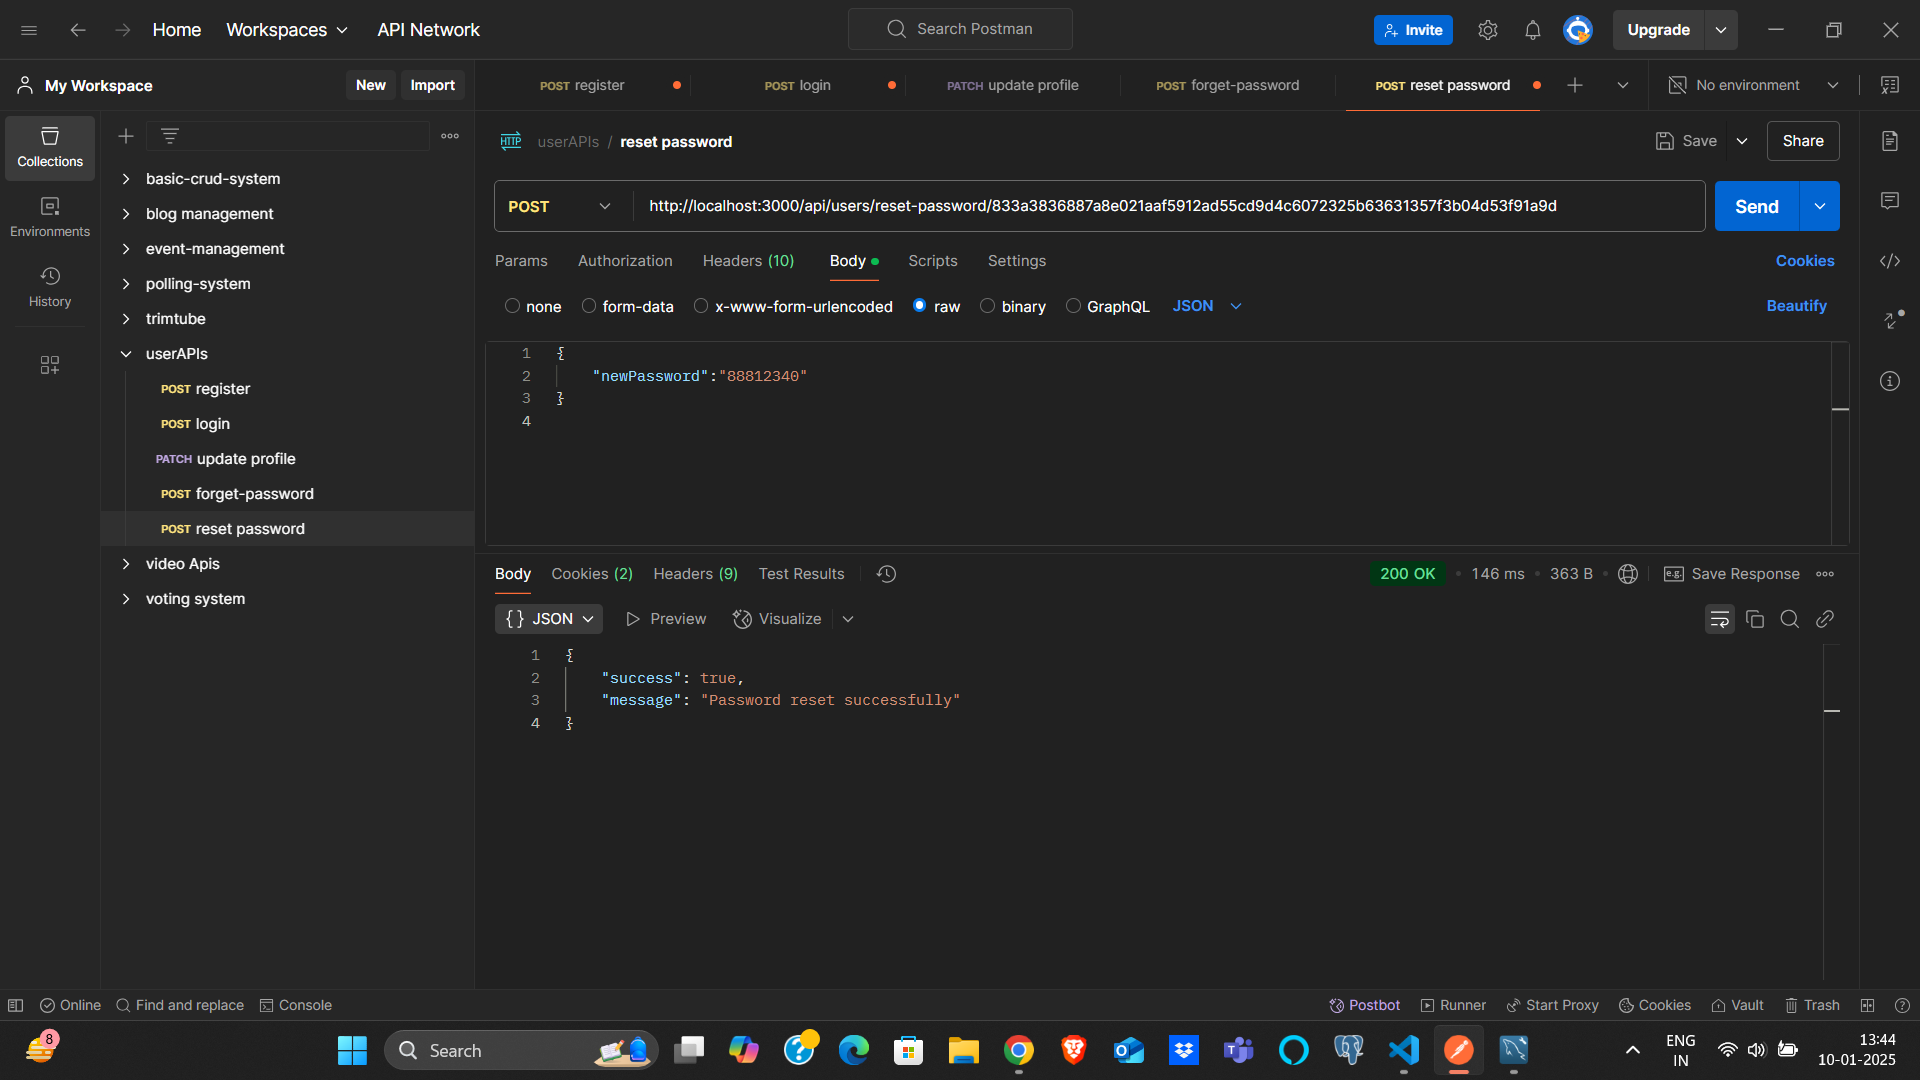 Home Workspaces API Network Search Postman Invite Upgrade
My Workspace New Import POST register POST login PATCH update profile POST forget-password POST reset password No environment
Collections
Environments
History
basic-crud-system
blog management
event-management
polling-system
trimtube
userAPIs
POST register
POST login
PATCH update profile
POST forget-password
POST reset password
video Apis
voting system
HTTP userAPIs / reset password Save Share
POST http://localhost:3000/api/users/reset-password/833a3836887a8e021aaf5912ad55cd9d4c6072325b63631357f3b04d53f91a9d Send
Params Authorization Headers (10) Body Scripts Settings Cookies
none form-data x-www-form-urlencoded raw binary GraphQL JSON Beautify
1 {
2 "newPassword":"88812340"
3 }
4
Body Cookies (2) Headers (9) Test Results 200 OK 146 ms 363 B e.g. Save Response
{} JSON Preview Visualize
1 {
2 "success": true,
3 "message": "Password reset successfully"
4 }
Online Find and replace Console Postbot Runner Start Proxy Cookies Vault Trash
8 Search ENG 13:44
IN 10-01-2025